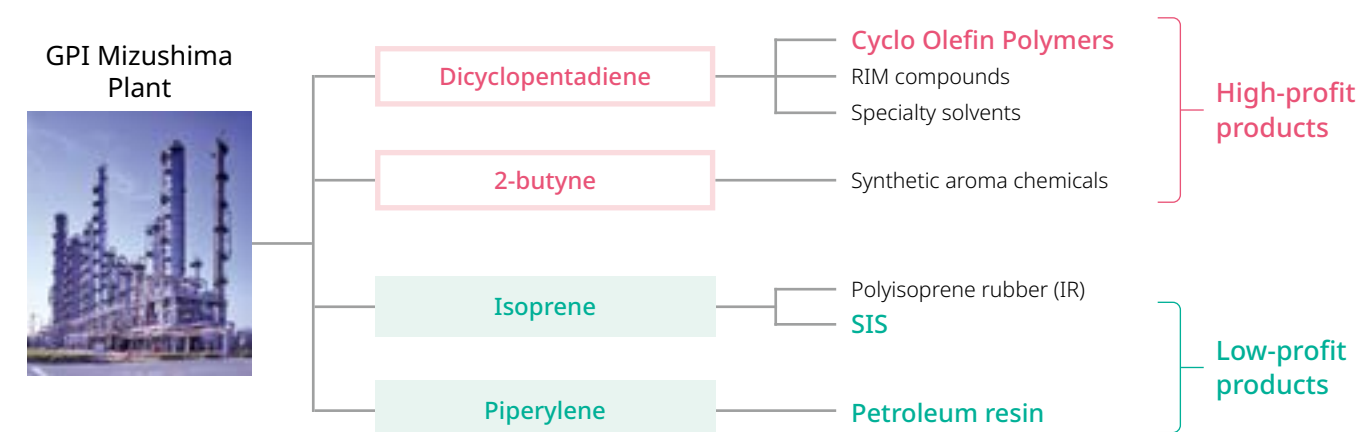 GPI Mizushima
Plant
Dicyclopentadiene
Cyclo Olefin Polymers
RIM compounds
Specialty solvents
2-butyne
Synthetic aroma chemicals
High-profit
products
Isoprene
Polyisoprene rubber (IR)
SIS
Piperylene
Petroleum resin
Low-profit
products